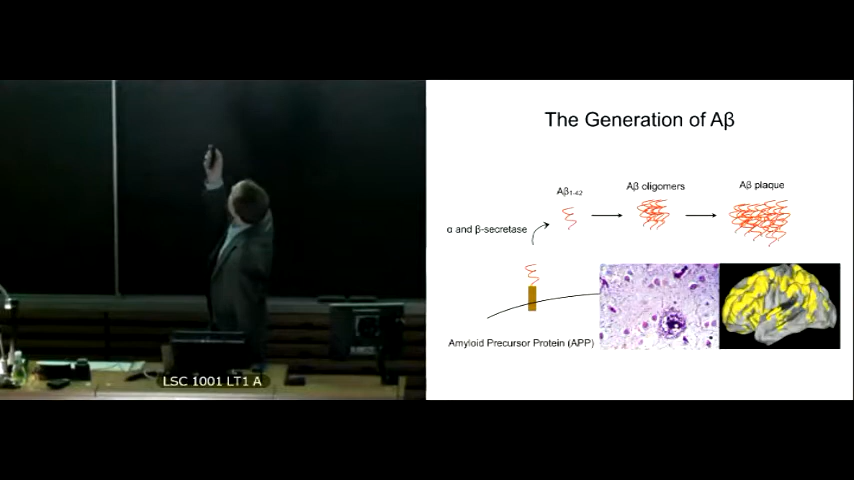 The Generation of Aβ
Aβ1-42
Aβ oligomers
Aβ plaque
α and β-secretase
Amyloid Precursor Protein (APP)
LSC 1001 LT1 A